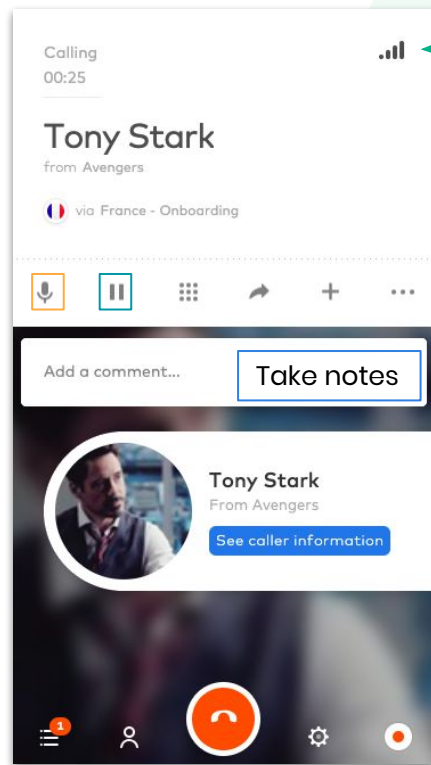 Calling
00:25
Tony Stark
from Avengers
via France - Onboarding
Add a comment...
Take notes
Tony Stark
From Avengers
See caller information
1